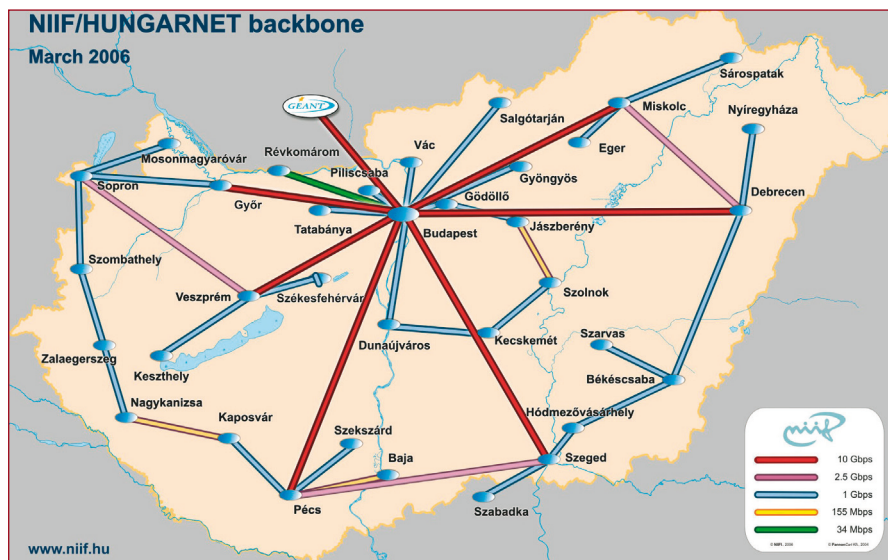 NIIF/HUNGARNET backbone
March 2006
GEANT
Sárospatak
Miskolc
Salgótarján
Nyíregyháza
Vác
Eger
Mosonmagyaróvár
Révkomárom
Piliscsaba
Gyöngyös
Sopron
Győr
Gödöllő
Debrecen
Tatabánya
Budapest
Jászberény
Szombathely
Veszprém
Székesfehérvár
Szolnok
Zalaegerszeg
Keszthely
Dunaújváros
Kecskemét
Szarvas
Békéscsaba
Nagykanizsa
Kaposvár
Hódmezővásárhely
Szekszárd
Baja
Szeged
Pécs
Szabadka
niif
10 Gbps
2.5 Gbps
1 Gbps
155 Mbps
34 Mbps
www.niif.hu